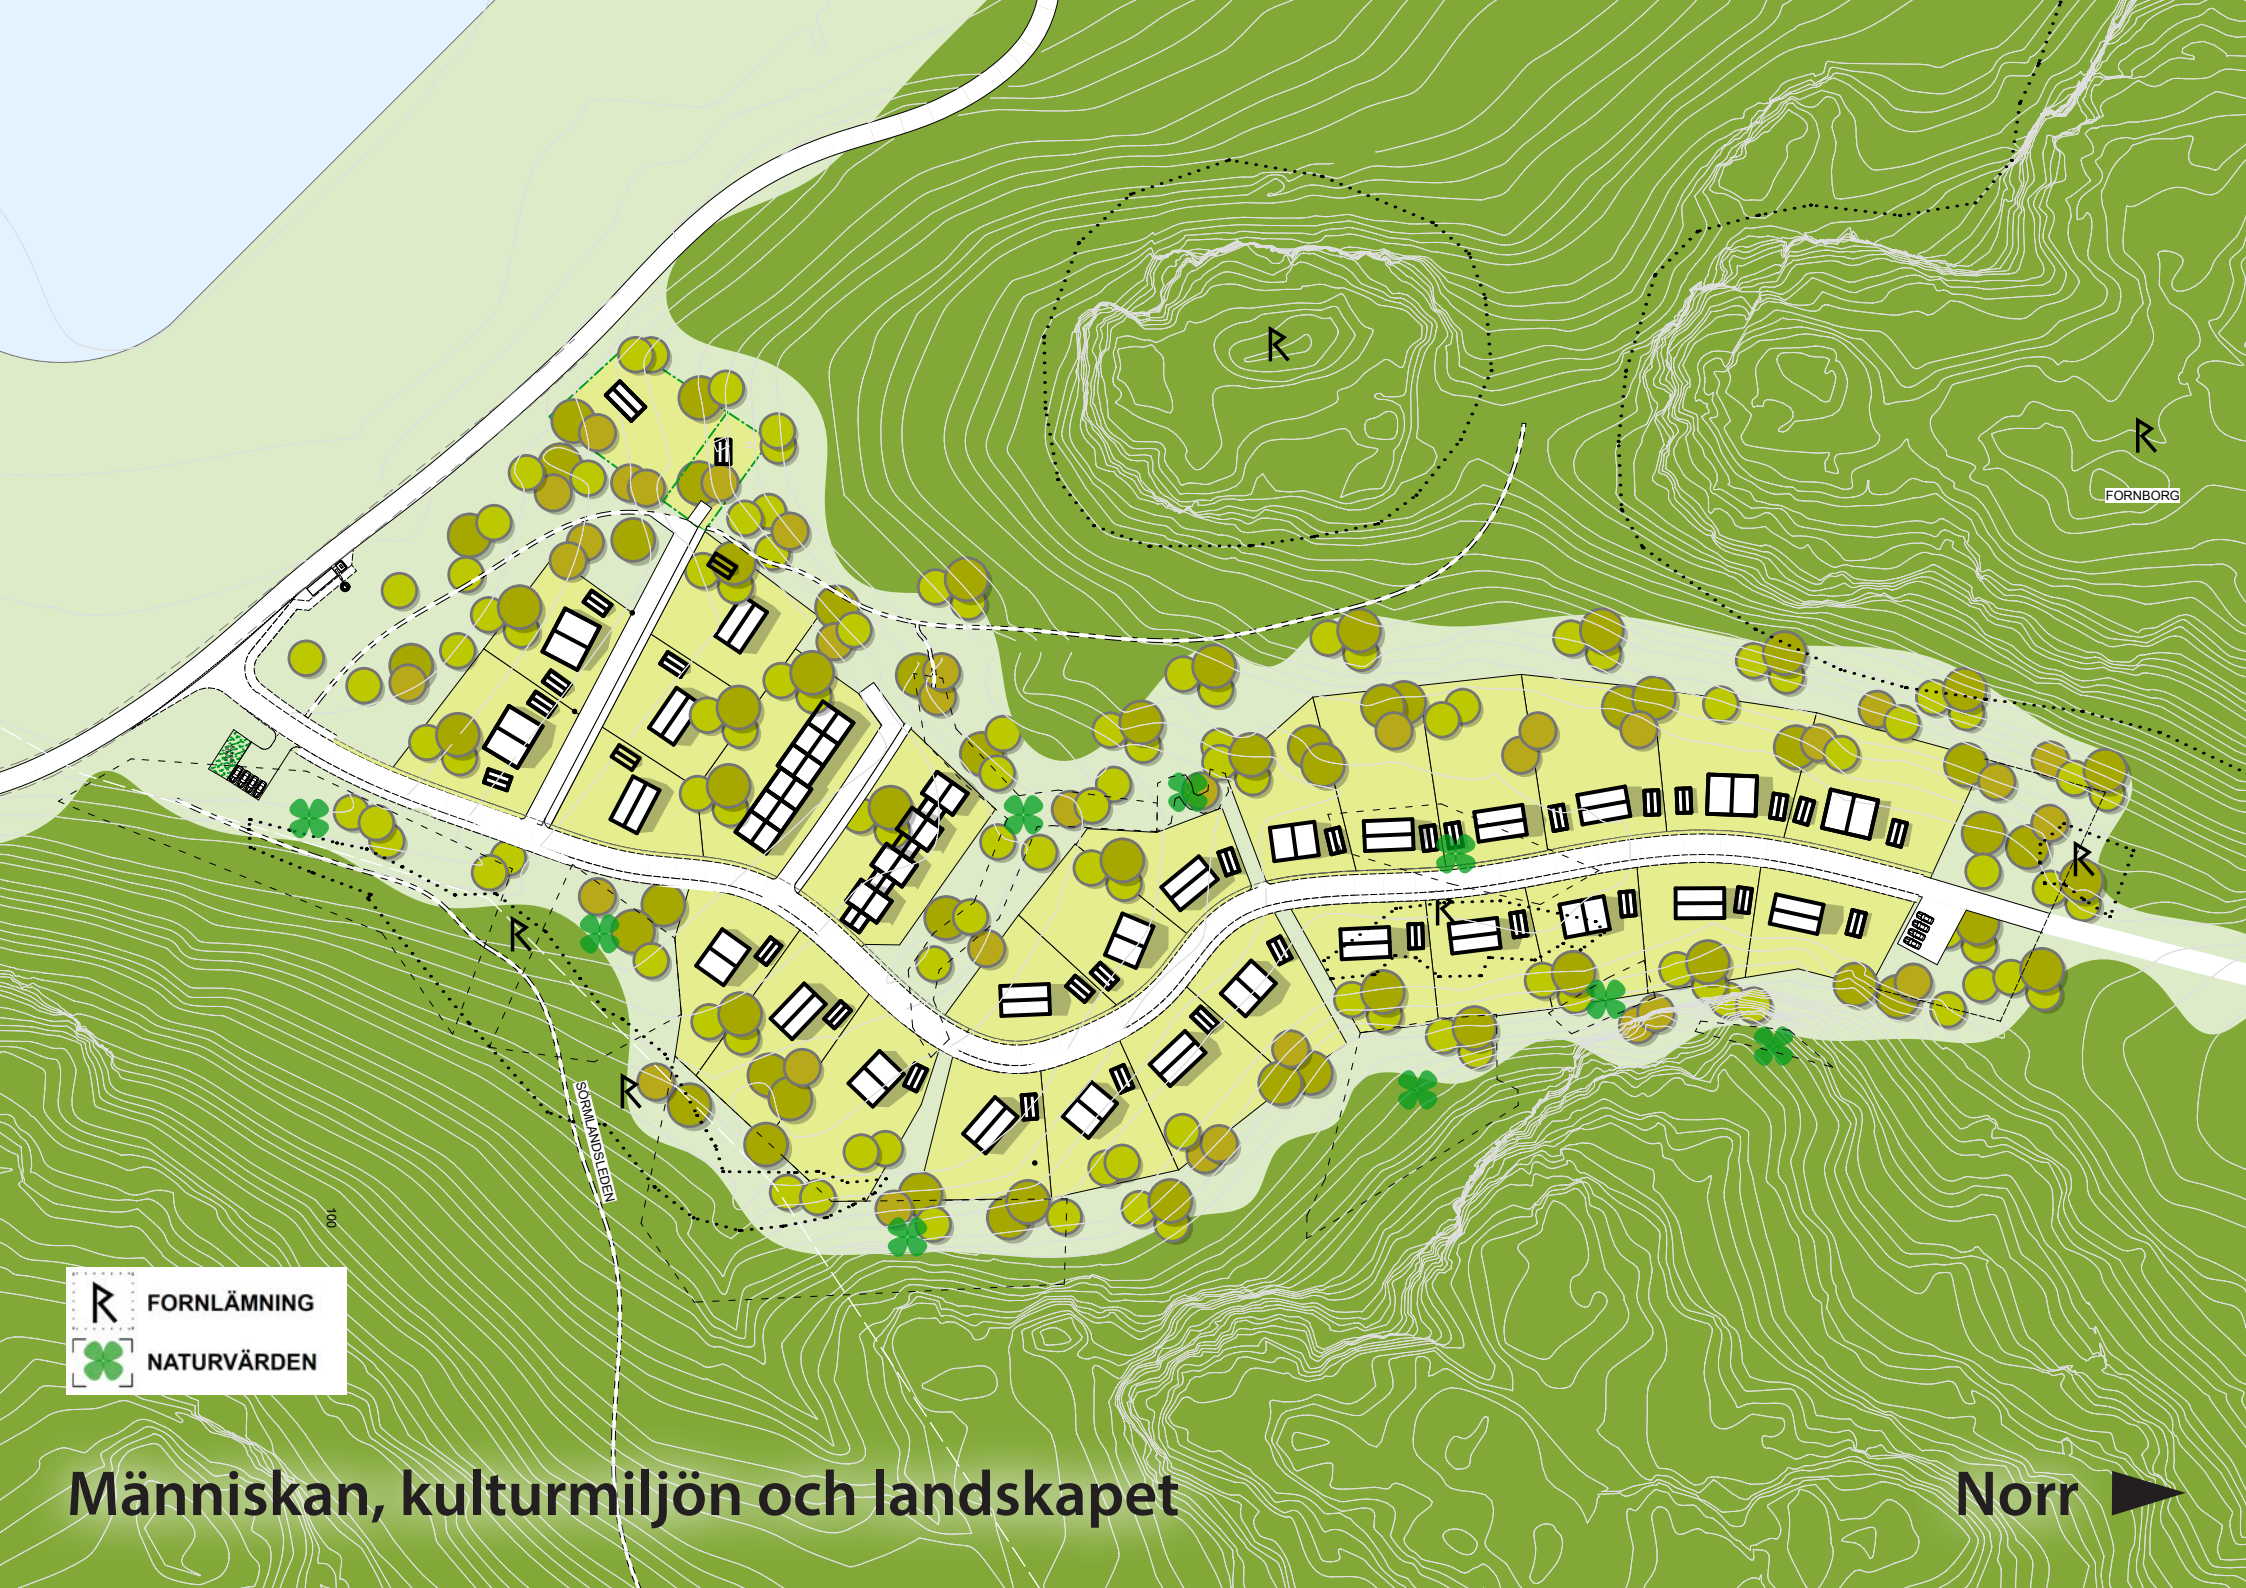 FORNBORG
SÖRMLANDSLEDEN
100
FORNLÄMNING
NATURVÄRDEN
Människan, kulturmiljön och landskapet
Norr